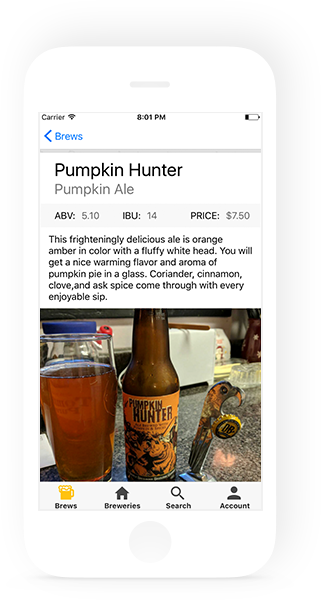 Carrier 8:01 PM
Brews
Pumpkin Hunter
Pumpkin Ale
ABV: 5.10 IBU: 14 PRICE: $7.50
This frighteningly delicious ale is orange
amber in color with a fluffy white head. You will
get a nice warming flavor and aroma of
pumpkin pie in a glass. Coriander, cinnamon,
clove,and ask spice come through with every
enjoyable sip.
PUMPKIN
HUNTER
Brews Breweries Search Account